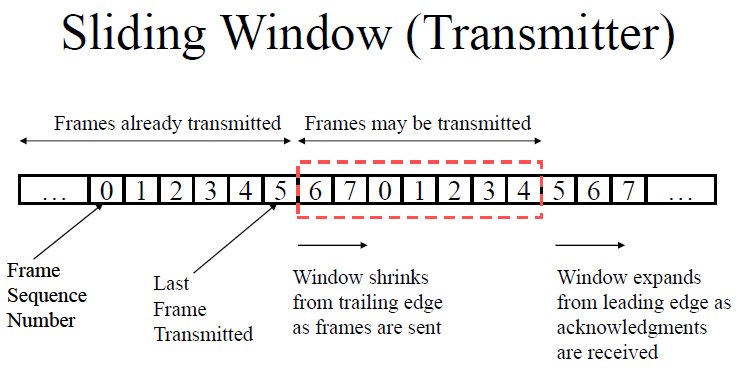 Sliding Window (Transmitter)
Frames already transmitted
Frames may be transmitted
... 0 1 2 3 4 5 6 7 0 1 2 3 4 5 6 7 ...
Frame
Sequence
Number
Last
Frame
Transmitted
Window shrinks
from trailing edge
as frames are sent
Window expands
from leading edge as
acknowledgments
are received